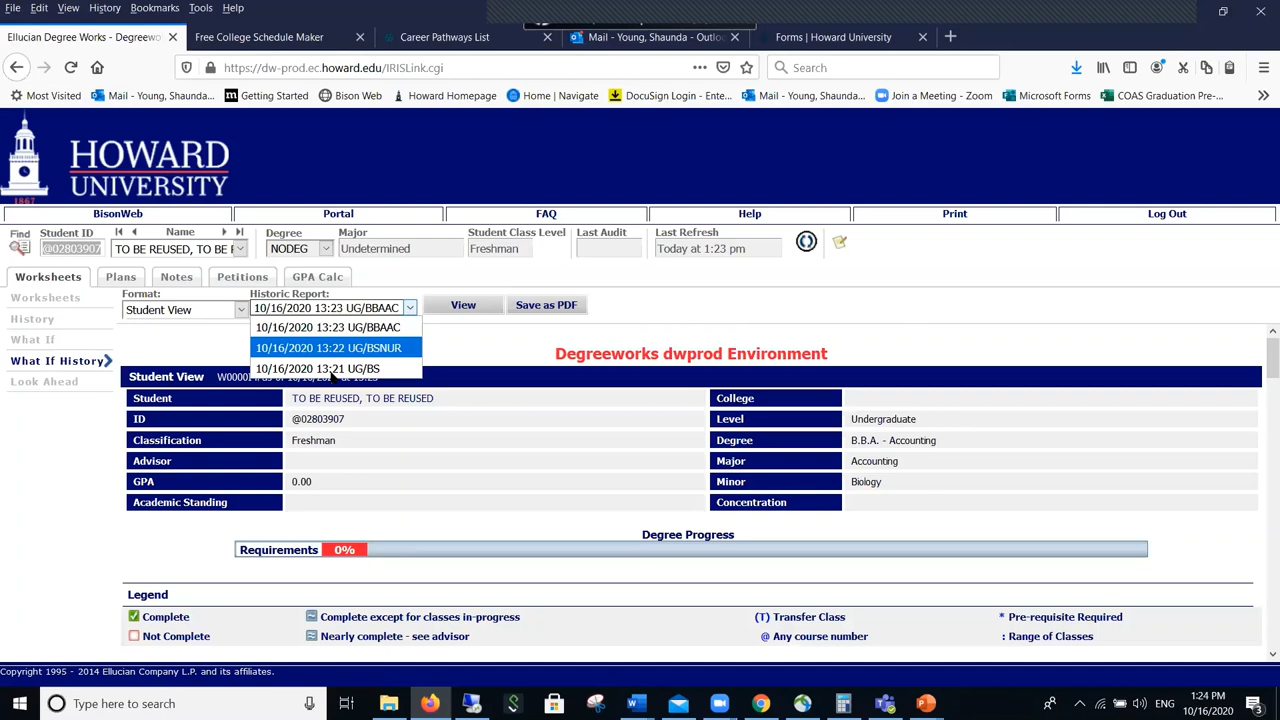 File Edit View History Bookmarks Tools Help
Ellucian Degree Works - Degreewo
Free College Schedule Maker
Career Pathways List
Mail - Young, Shaunda - Outlo
Forms | Howard University
https://dw-prod.ec.howard.edu/IRISLink.cgi
Search
Most Visited
Mail - Young, Shaunda...
Getting Started
Bison Web
Howard Homepage
Home | Navigate
DocuSign Login - Ente...
Mail - Young, Shaunda...
Join a Meeting - Zoom
Microsoft Forms
COAS Graduation Pre-...
HOWARD
UNIVERSITY
1867
BisonWeb Portal FAQ Help Print Log Out
Find Student ID Name Degree Major Student Class Level Last Audit Last Refresh
@02803907 TO BE REUSED, TO BE F NODEG Undetermined Freshman Today at 1:23 pm
Worksheets Plans Notes Petitions GPA Calc
Worksheets
History
What If
What If History
Look Ahead
Format: Historic Report:
Student View 10/16/2020 13:23 UG/BBAAC View Save as PDF
10/16/2020 13:23 UG/BBAAC
10/16/2020 13:22 UG/BSNUR
10/16/2020 13:21 UG/BS
Degreeworks dwprod Environment
Student View
Student TO BE REUSED, TO BE REUSED College
ID @02803907 Level Undergraduate
Classification Freshman Degree B.B.A. - Accounting
Advisor Major Accounting
GPA 0.00 Minor Biology
Academic Standing Concentration
Degree Progress
Requirements 0%
Legend
Complete Complete except for classes in-progress (T) Transfer Class * Pre-requisite Required
Not Complete Nearly complete - see advisor @ Any course number : Range of Classes
Copyright 1995 - 2014 Ellucian Company L.P. and its affiliates.
Type here to search
1:24 PM
10/16/2020
3